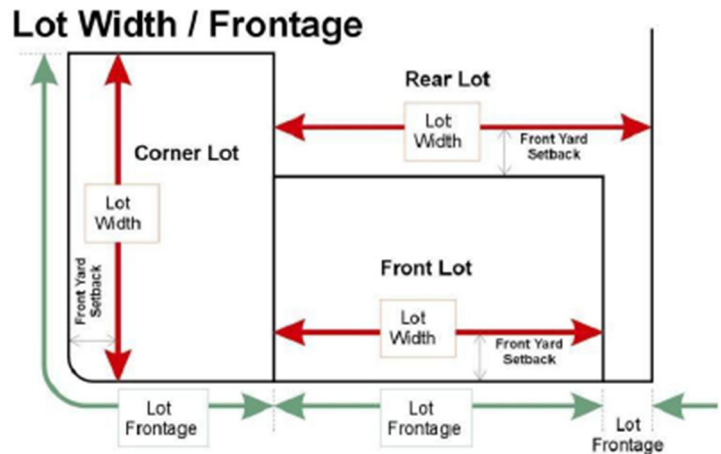 Lot Width / Frontage
Rear Lot
Lot
Width
Front Yard
Setback
Corner Lot
Lot
Width
Front Yard
Setback
Front Lot
Lot
Width
Front Yard
Setback
Lot
Frontage
Lot
Frontage
Lot
Frontage